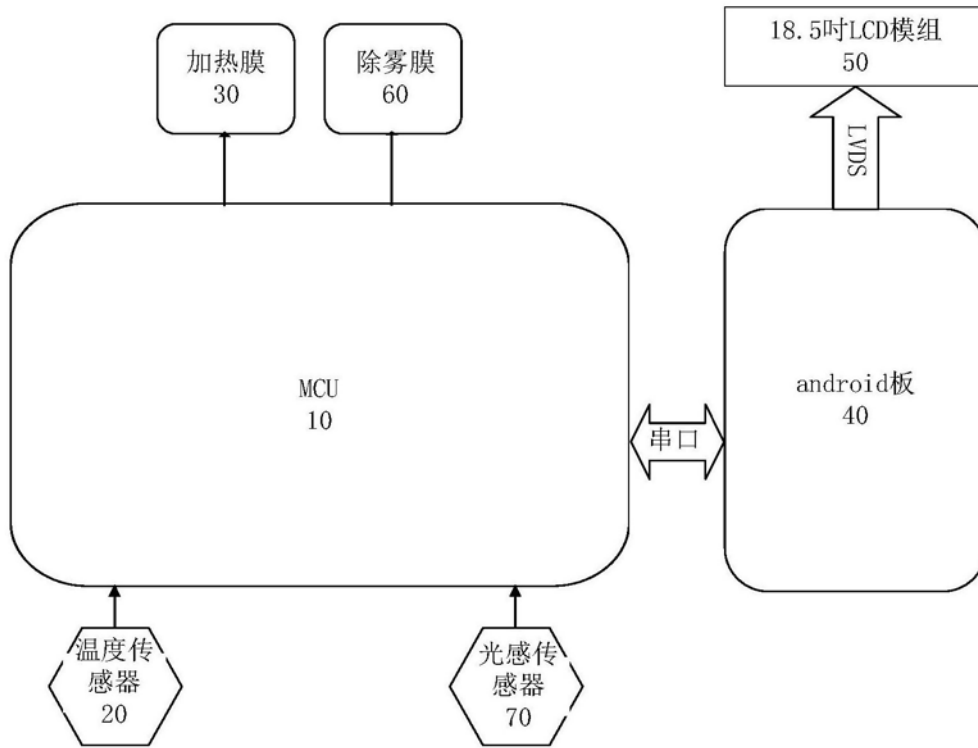 加热膜
30
除雾膜
60
18.5吋LCD模组
50
LVDS
MCU
10
串口
android板
40
温度传
感器
20
光感传
感器
70